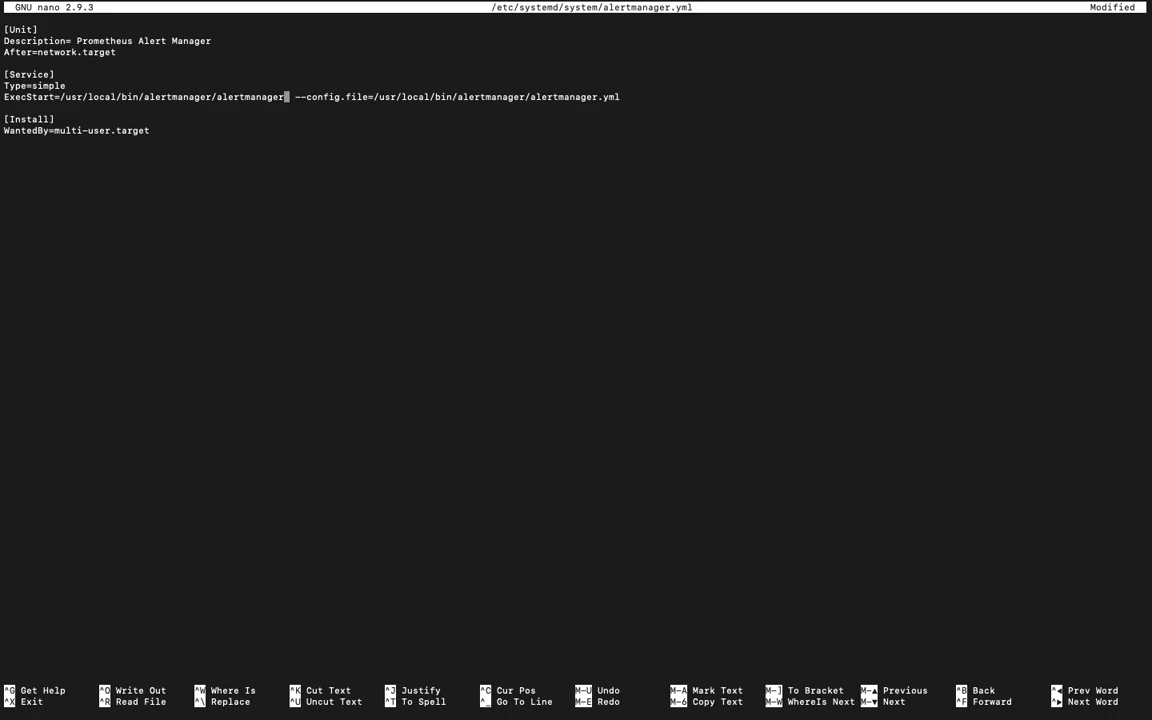 GNU nano 2.9.3 /etc/systemd/system/alertmanager.yml Modified
[Unit]
Description= Prometheus Alert Manager
After=network.target
[Service]
Type=simple
ExecStart=/usr/local/bin/alertmanager/alertmanager --config.file=/usr/local/bin/alertmanager/alertmanager.yml
[Install]
WantedBy=multi-user.target
^G Get Help ^O Write Out ^W Where Is ^K Cut Text ^J Justify ^C Cur Pos M-U Undo M-A Mark Text M-] To Bracket M-▲ Previous ^B Back ^◀ Prev Word
^X Exit ^R Read File ^\ Replace ^U Uncut Text ^T To Spell ^_ Go To Line M-E Redo M-6 Copy Text M-W WhereIs Next M-▼ Next ^F Forward ^▶ Next Word